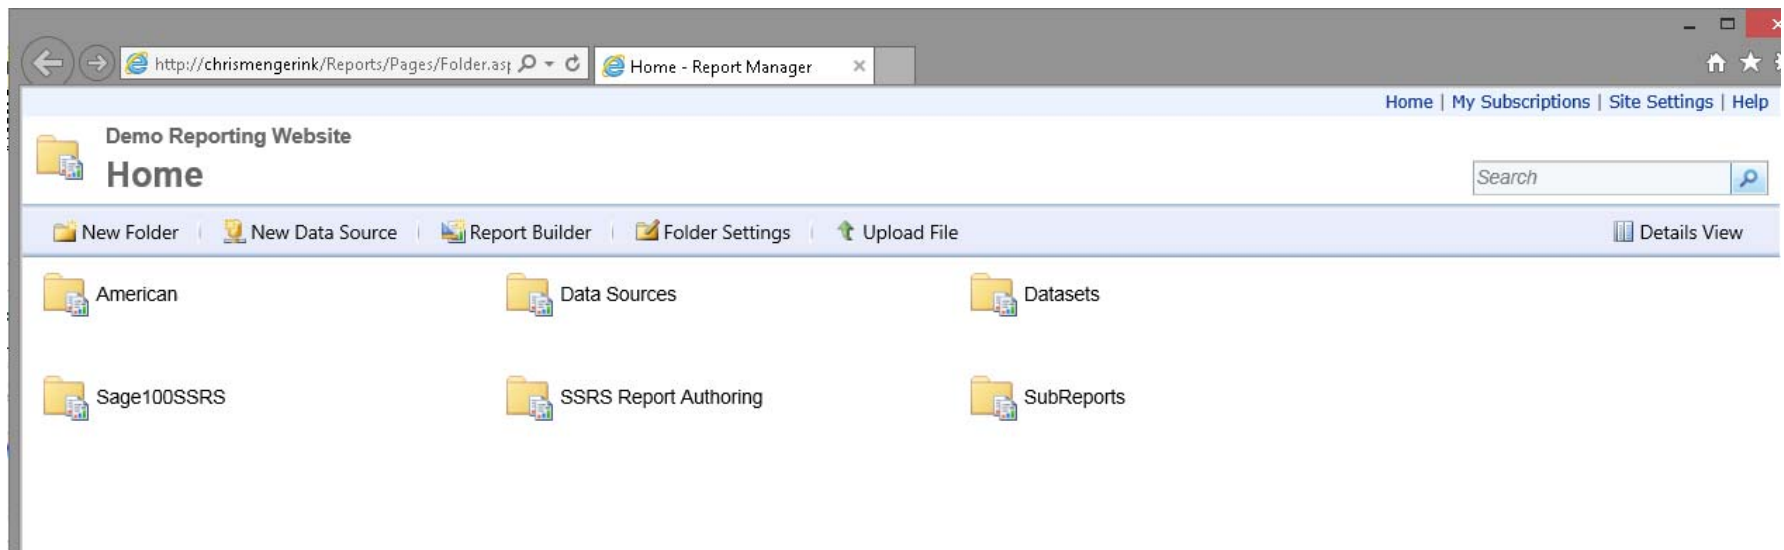 http://chrismengerink/Reports/Pages/Folder.as
Home - Report Manager
Home | My Subscriptions | Site Settings | Help
Demo Reporting Website
Home
Search
New Folder | New Data Source | Report Builder | Folder Settings | Upload File Details View
American Data Sources Datasets
Sage100SSRS SSRS Report Authoring SubReports